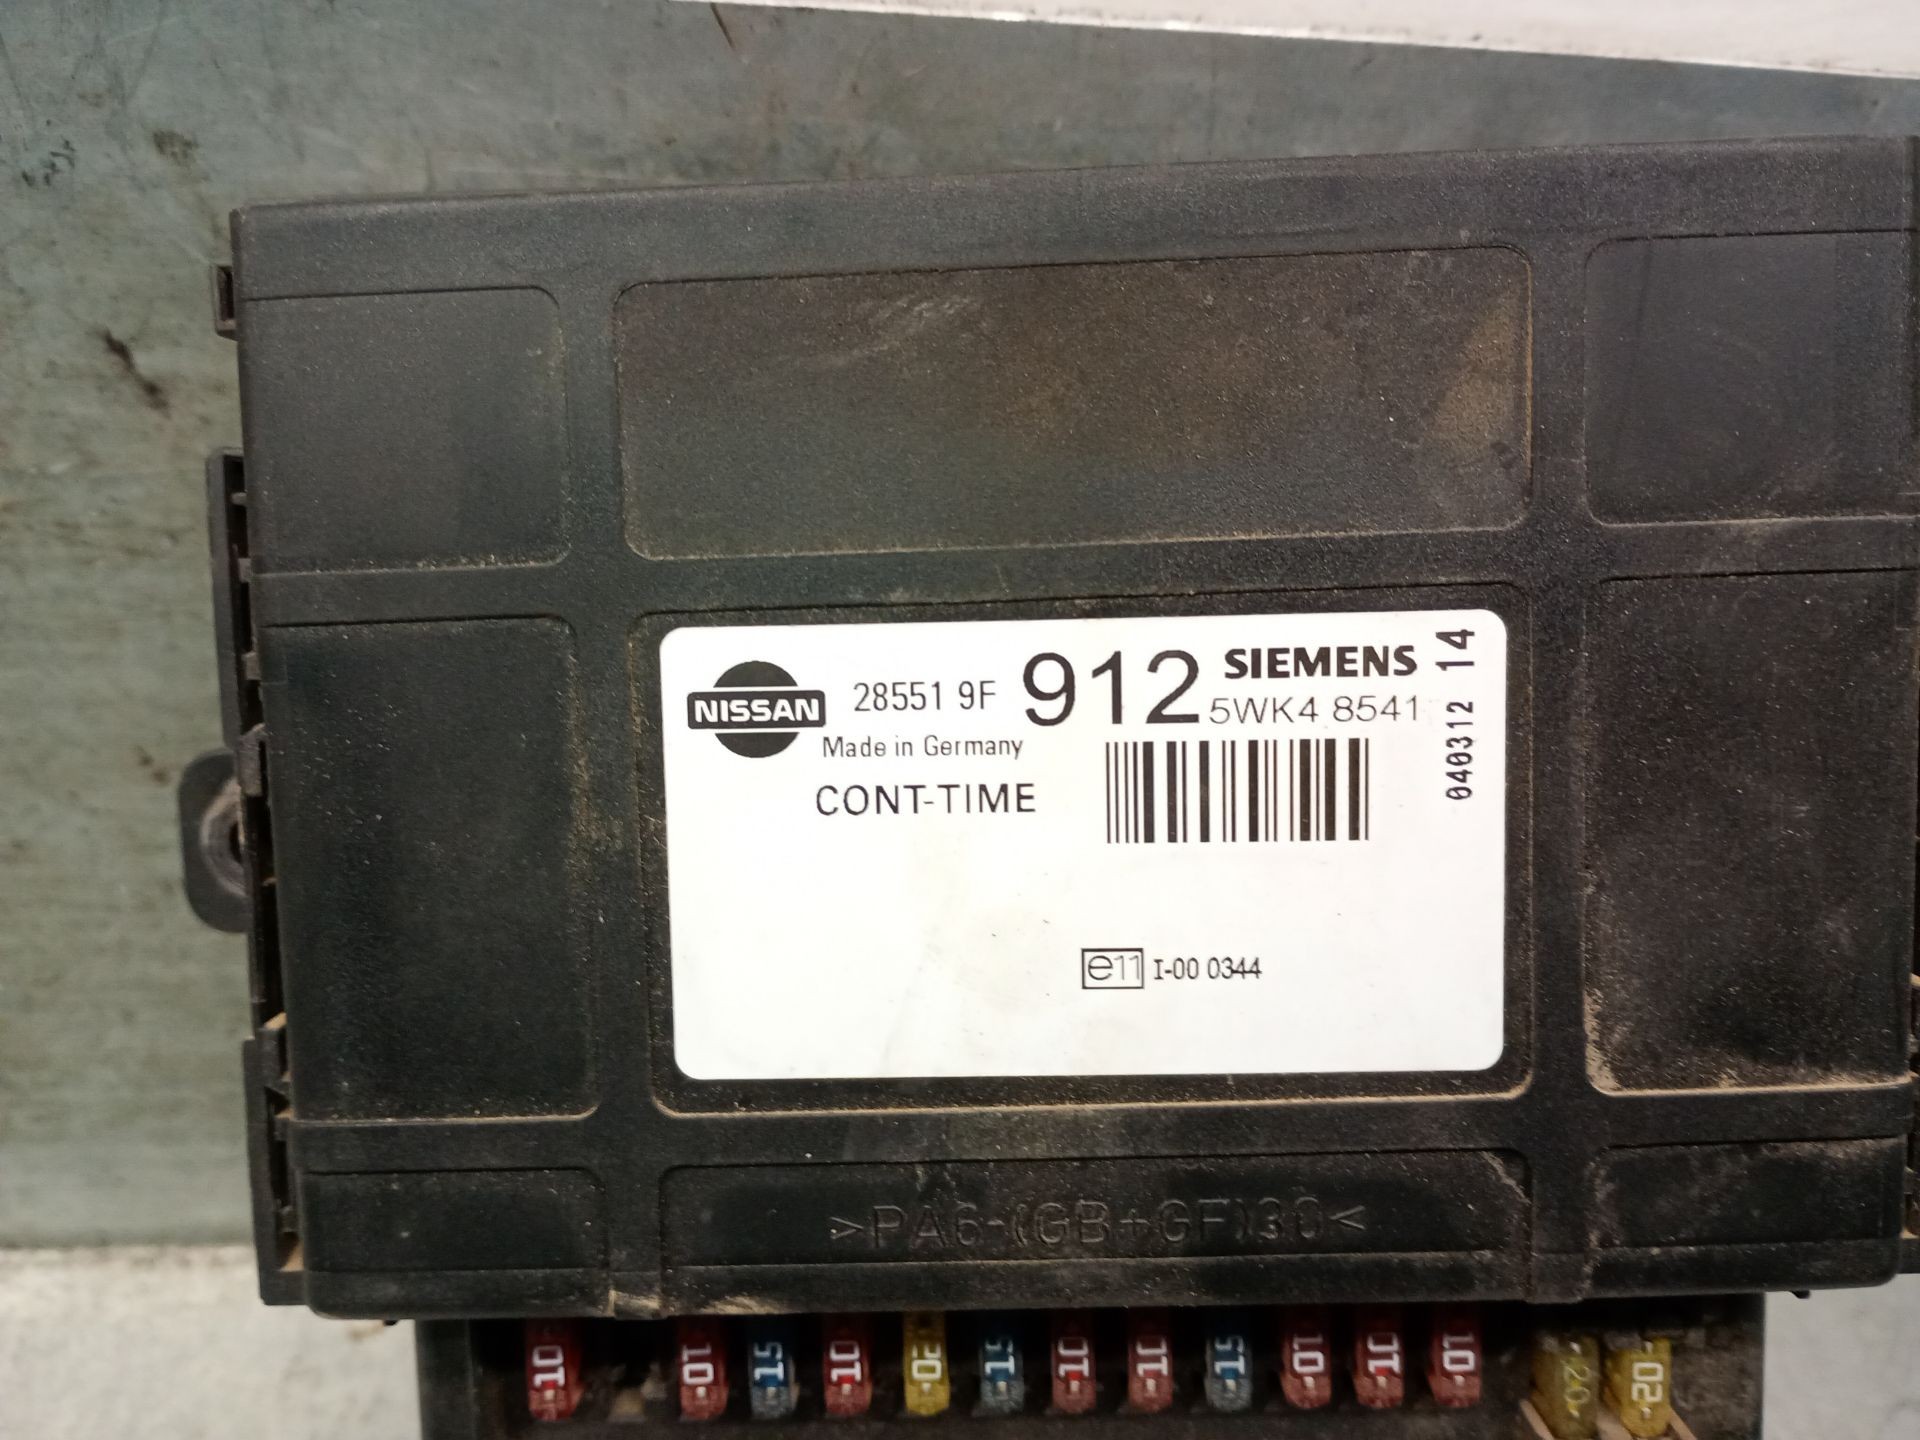 NISSAN 28551 9F 912 SIEMENS
5WK4 8541
040312 14
Made in Germany
CONT-TIME
e11 I-00 0344
>PA6-(GB+GF)30<
10 10 15 10 20 15 10 10 15 10 10 10 20 20